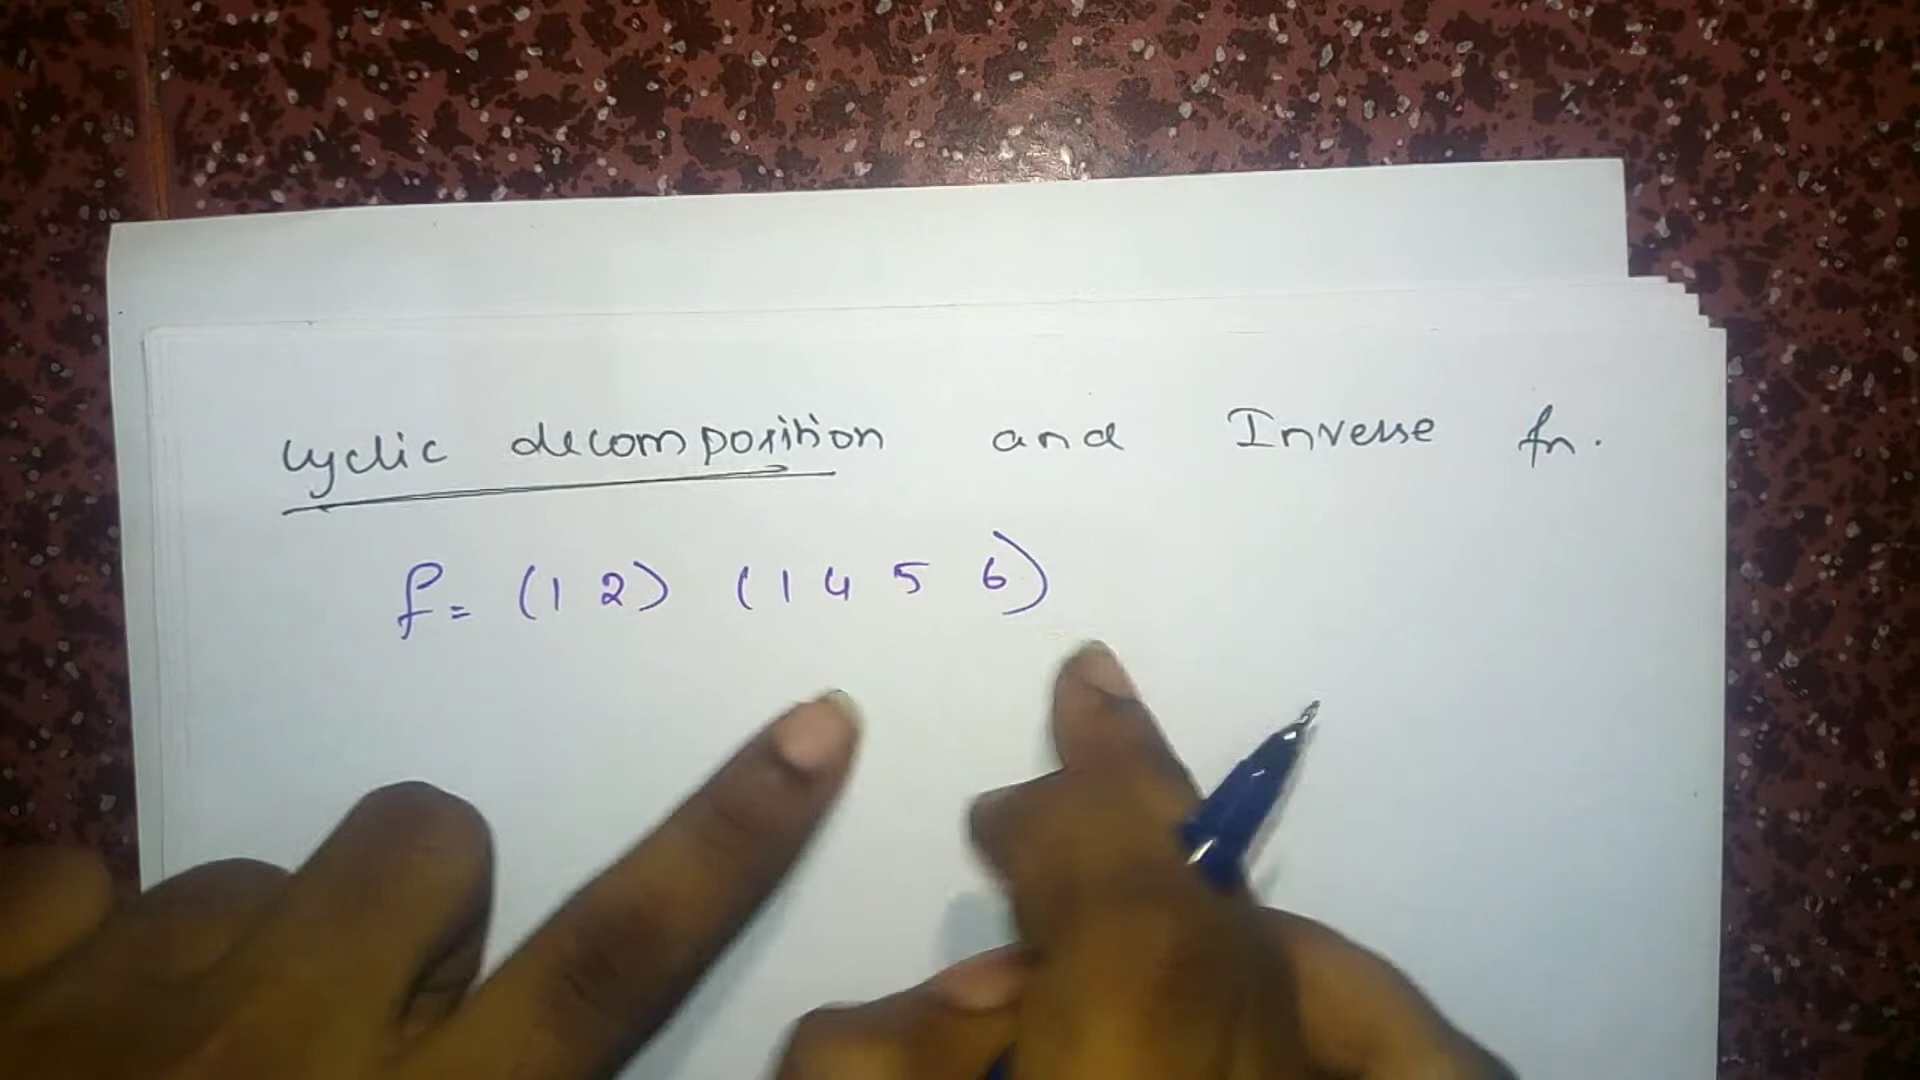 Cyclic decomposition and Inverse fn.
f = (1 2) (1 4 5 6)